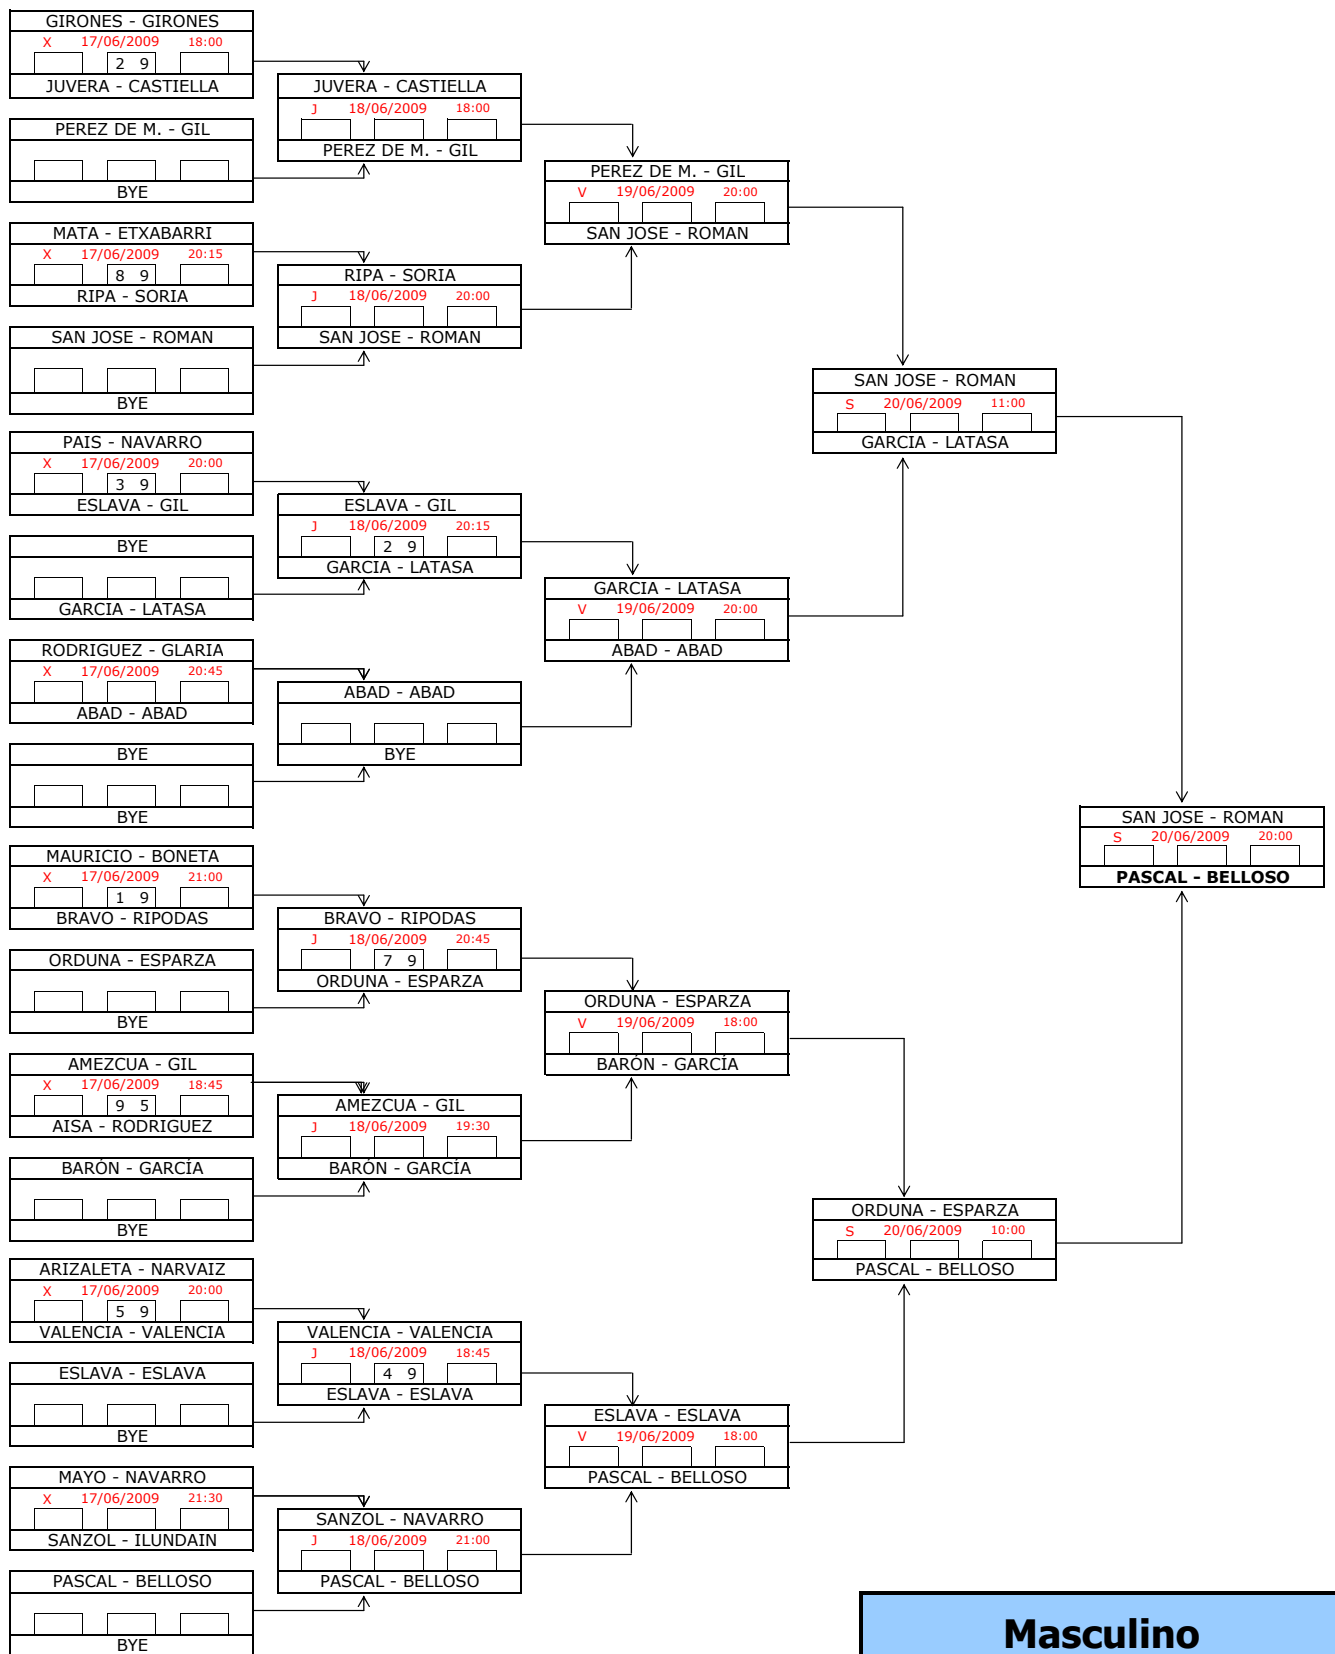 GIRONES - GIRONES
X 17/06/2009 18:00
2 9
JUVERA - CASTIELLA
PEREZ DE M. - GIL
BYE
MATA - ETXABARRI
X 17/06/2009 20:15
8 9
RIPA - SORIA
SAN JOSE - ROMAN
BYE
PAIS - NAVARRO
X 17/06/2009 20:00
3 9
ESLAVA - GIL
BYE
GARCIA - LATASA
RODRIGUEZ - GLARIA
X 17/06/2009 20:45
ABAD - ABAD
BYE
BYE
MAURICIO - BONETA
X 17/06/2009 21:00
1 9
BRAVO - RIPODAS
ORDUNA - ESPARZA
BYE
AMEZCUA - GIL
X 17/06/2009 18:45
9 5
AISA - RODRIGUEZ
BARÓN - GARCÍA
BYE
ARIZALETA - NARVAIZ
X 17/06/2009 20:00
5 9
VALENCIA - VALENCIA
ESLAVA - ESLAVA
BYE
MAYO - NAVARRO
X 17/06/2009 21:30
SANZOL - ILUNDAIN
PASCAL - BELLOSO
BYE
JUVERA - CASTIELLA
J 18/06/2009 18:00
PEREZ DE M. - GIL
RIPA - SORIA
J 18/06/2009 20:00
SAN JOSE - ROMAN
ESLAVA - GIL
J 18/06/2009 20:15
2 9
GARCIA - LATASA
ABAD - ABAD
BYE
BRAVO - RIPODAS
J 18/06/2009 20:45
7 9
ORDUNA - ESPARZA
AMEZCUA - GIL
J 18/06/2009 19:30
BARÓN - GARCÍA
VALENCIA - VALENCIA
J 18/06/2009 18:45
4 9
ESLAVA - ESLAVA
SANZOL - NAVARRO
J 18/06/2009 21:00
PASCAL - BELLOSO
PEREZ DE M. - GIL
V 19/06/2009 20:00
SAN JOSE - ROMAN
GARCIA - LATASA
V 19/06/2009 20:00
ABAD - ABAD
ORDUNA - ESPARZA
V 19/06/2009 18:00
BARÓN - GARCÍA
ESLAVA - ESLAVA
V 19/06/2009 18:00
PASCAL - BELLOSO
SAN JOSE - ROMAN
S 20/06/2009 11:00
GARCIA - LATASA
ORDUNA - ESPARZA
S 20/06/2009 10:00
PASCAL - BELLOSO
SAN JOSE - ROMAN
S 20/06/2009 20:00
PASCAL - BELLOSO
Masculino